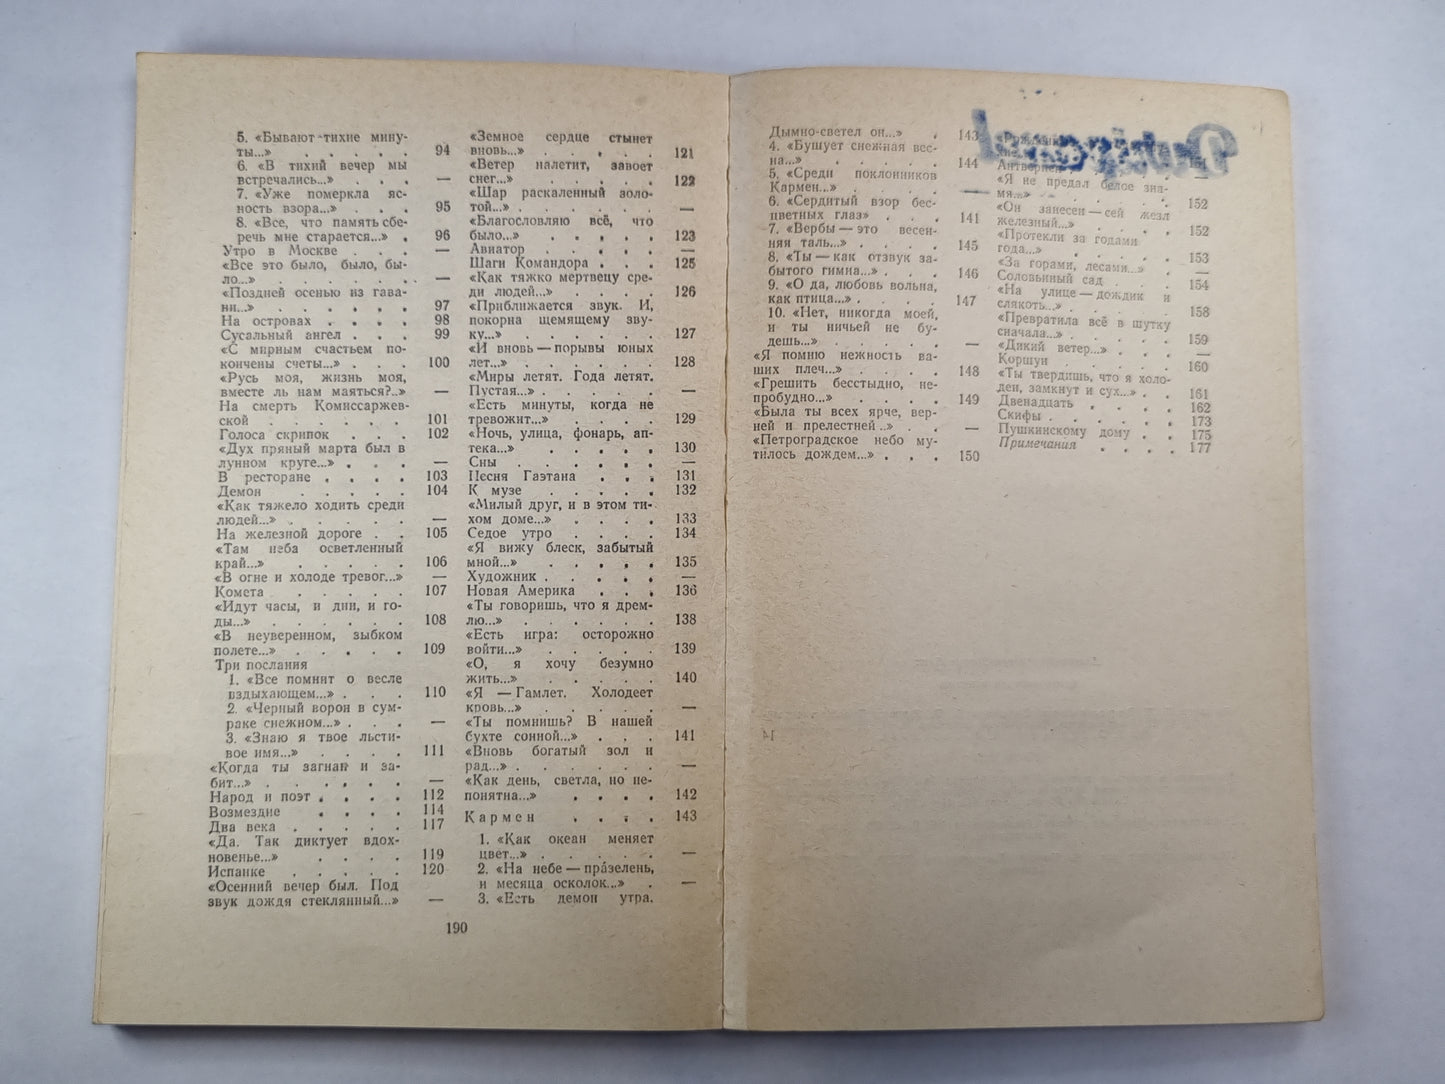 5. «Бывают тихие мину-
ты...» . . . . . 94
6. «В тихий вечер мы
встречались...» . . . —
7. «Уже померкла яс-
ность взора...» . . . 95
8. «Все, что память сбе-
речь мне старается...» . 96
Утро в Москве . . . —
«Все это было, было, бы-
ло...» . . . . . . .
«Поздней осенью из гава-
ни...» . . . . . . 97
На островах . . . . 98
Сусальный ангел . . . 99
«С мирным счастьем по-
кончены счеты...» . . . 100
«Русь моя, жизнь моя,
вместе ль нам маяться?..»
На смерть Комиссаржев-
ской . . . . . . 101
Голоса скрипок . . . 102
«Дух пряный марта был в
лунном круге...» . . . —
В ресторане . . . . 103
Демон . . . . . 104
«Как тяжело ходить среди
людей...» . . . . . —
На железной дороге . . 105
«Там неба осветленный
край...» . . . . . 106
«В огне и холоде тревог...» —
Комета . . . . . 107
«Идут часы, и дни, и го-
ды...» . . . . . . 108
«В неуверенном, зыбком
полете...» . . . . . 109
Три послания
1. «Все помнит о весле
вздыхающем...» . . . 110
2. «Черный ворон в сум-
раке снежном...» . . . —
3. «Знаю я твое льсти-
вое имя...» . . . . 111
«Когда ты загнан и за-
бит...» . . . . . . —
Народ и поэт . . . . 112
Возмездие . . . . 114
Два века . . . . . 117
«Да. Так диктует вдох-
новенье...» . . . . 119
Испанке . . . . . 120
«Осенний вечер был. Под
звук дождя стеклянный...» —
«Земное сердце стынет
вновь...» . . . . . 121
«Ветер налетит, завоет
снег...» . . . . . 122
«Шар раскаленный золо-
той...» . . . . . . —
«Благословляю всё, что
было...» . . . . . 123
Авиатор . . . . . —
Шаги Командора . . . 125
«Как тяжко мертвецу сре-
ди людей...» . . . . 126
«Приближается звук. И,
покорна щемящему зву-
ку...» . . . . . . 127
«И вновь — порывы юных
лет...» . . . . . . 128
«Миры летят. Года летят.
Пустая...» . . . . . —
«Есть минуты, когда не
тревожит...» . . . . 129
«Ночь, улица, фонарь, ап-
тека...» . . . . . 130
Сны . . . . . . —
Песня Гаэтана . . . 131
К музе . . . . . 132
«Милый друг, и в этом ти-
хом доме...» . . . . 133
Седое утро . . . . 134
«Я вижу блеск, забытый
мной...» . . . . . 135
Художник . . . . . —
Новая Америка . . . 136
«Ты говоришь, что я дрем-
лю...» . . . . . . 138
«Есть игра: осторожно
войти...» . . . . . 139
«О, я хочу безумно
жить...» . . . . . 140
«Я — Гамлет. Холодеет
кровь...» . . . . . —
«Ты помнишь? В нашей
бухте сонной...» . . . 141
«Вновь богатый зол и
рад...» . . . . . . —
«Как день, светла, но не-
понятна...» . . . . 142
Кармен . . . . 143
1. «Как океан меняет
цвет...» . . . . . —
2. «На небе — празелень,
и месяца осколок...» . —
3. «Есть демон утра.
190
Дымно-светел он...» . 143
4. «Бушует снежная вес-
на...» . . . . . 144
5. «Среди поклонников
Кармен...» . . . . —
6. «Сердитый взор бес-
цветных глаз» . . . 141
7. «Вербы — это весен-
няя таль...» . . . . 145
8. «Ты — как отзвук за-
бытого гимна...» . . . 146
9. «О да, любовь вольна,
как птица...» . . . . 147
10. «Нет, никогда моей,
и ты ничьей не бу-
дешь...» . . . . . —
«Я помню нежность ва-
ших плеч...» . . . . 148
«Грешить бесстыдно, не-
пробудно...» . . . . 149
«Была ты всех ярче, вер-
ней и прелестней...» . . —
«Петроградское небо му-
тилось дождем...» . . . 150
Антверпен —
«Я не предал белое зна-
мя...» . . . . . . 152
«Он занесен — сей жезл
железный...» . . . . 152
«Протекли за годами
года...» . . . . . 153
«За горами, лесами...» . —
Соловьиный сад . . . 154
«На улице — дождик и
слякоть...» . . . . 158
«Превратила всё в шутку
сначала...» . . . . 159
«Дикий ветер...» . . . —
Коршун . . . . . 160
«Ты твердишь, что я холо-
ден, замкнут и сух...» . . 161
Двенадцать . . . . 162
Скифы . . . . . 173
Пушкинскому дому . . 175
Примечания . . . . 177